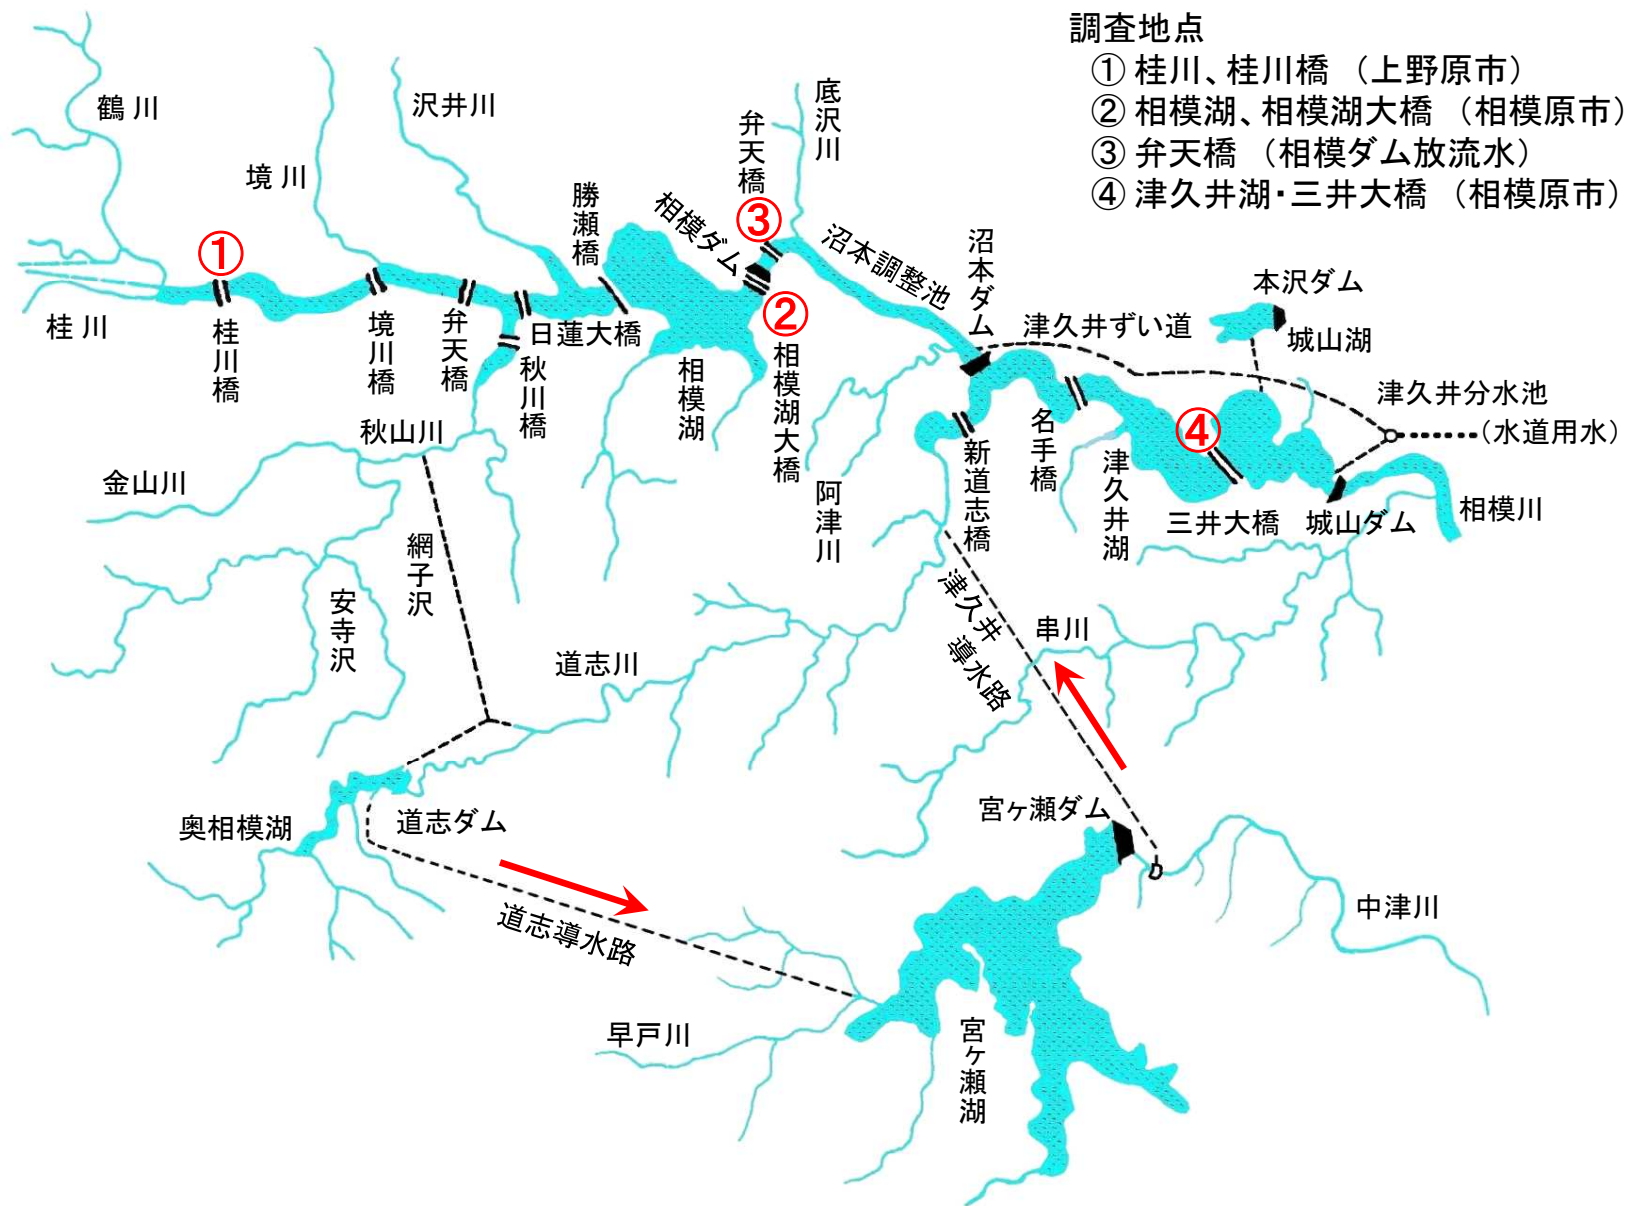 調査地点
① 桂川、桂川橋 （上野原市）
② 相模湖、相模湖大橋 （相模原市）
③ 弁天橋 （相模ダム放流水）
④ 津久井湖・三井大橋 （相模原市）
鶴川
境川
沢井川
底沢川
弁天橋
③
相模ダム
勝瀬橋
①
桂川
桂川橋
境川橋
弁天橋
日蓮大橋
秋川橋
相模湖
②
相模湖大橋
沼本調整池
沼本ダム
津久井ずい道
本沢ダム
城山湖
津久井分水池
（水道用水）
④
名手橋
新道志橋
津久井湖
三井大橋
城山ダム
相模川
阿津川
秋山川
金山川
網子沢
安寺沢
道志川
津久井
導水路
串川
奥相模湖
道志ダム
道志導水路
宮ヶ瀬ダム
中津川
早戸川
宮ヶ瀬湖